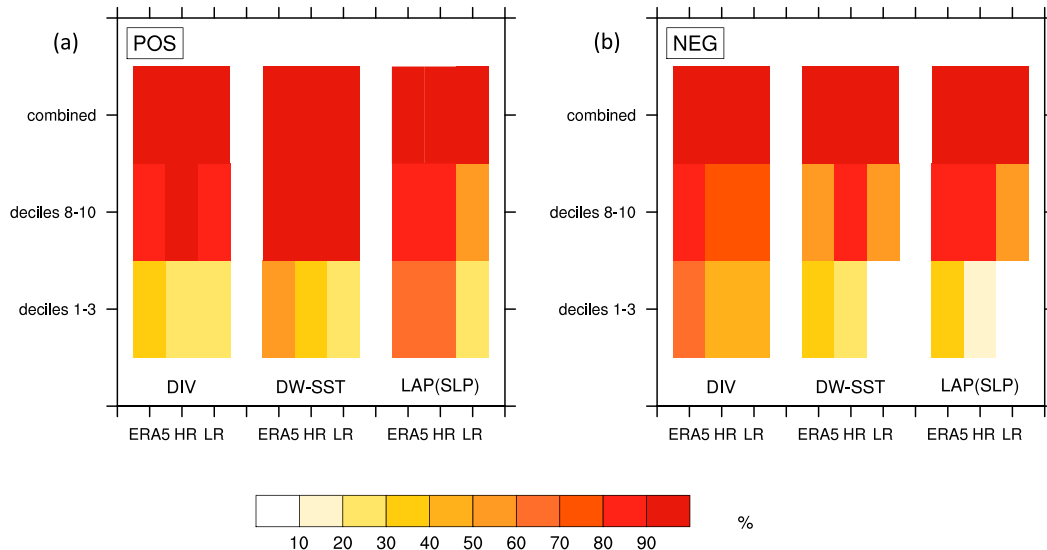 (a) POS
combined
deciles 8-10
deciles 1-3
DIV DW-SST LAP(SLP)
ERA5 HR LR ERA5 HR LR ERA5 HR LR
(b) NEG
combined
deciles 8-10
deciles 1-3
DIV DW-SST LAP(SLP)
ERA5 HR LR ERA5 HR LR ERA5 HR LR
10 20 30 40 50 60 70 80 90 %